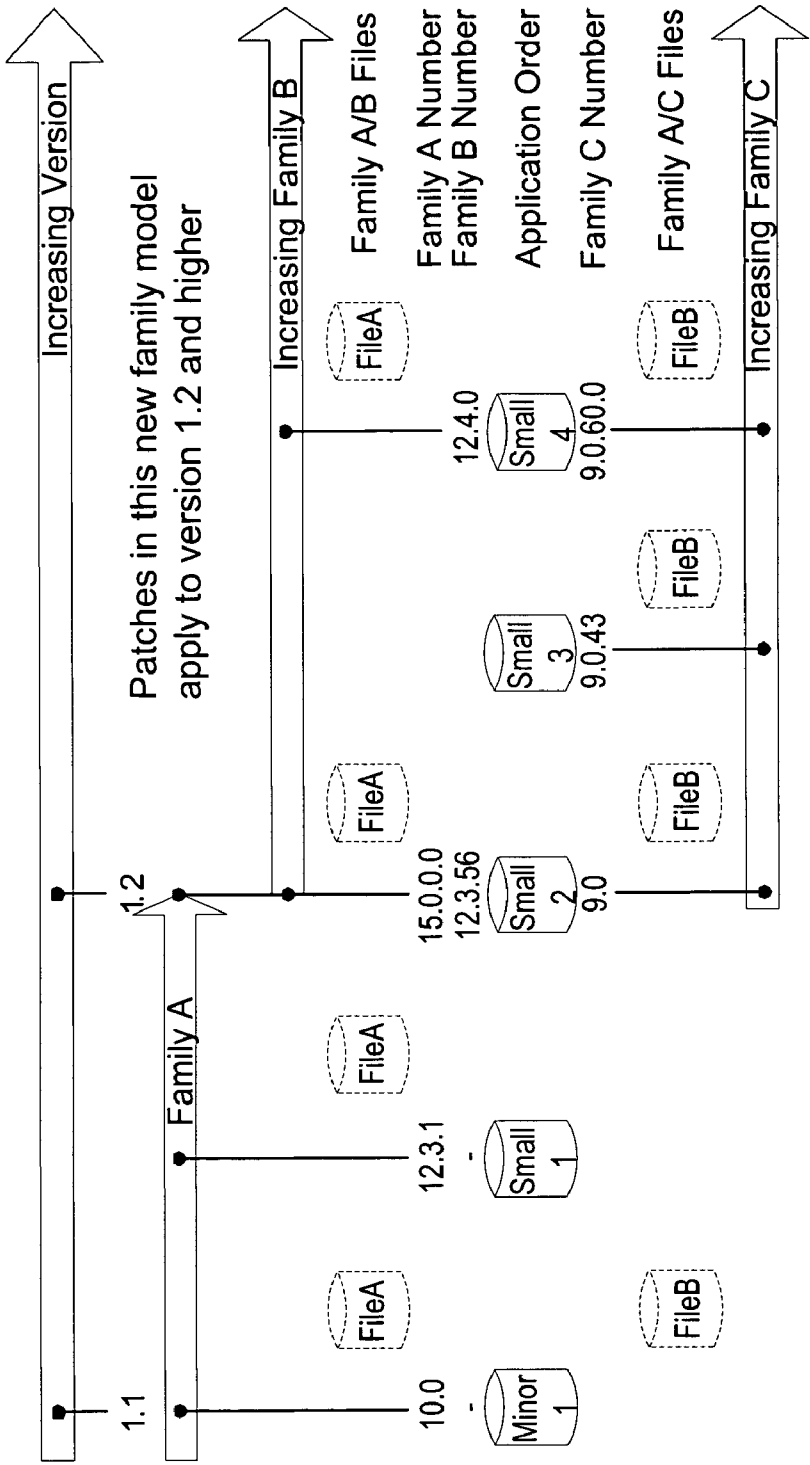 Increasing Version
1.1
1.2
Patches in this new family model
apply to version 1.2 and higher
Family A
Increasing Family B
FileA
FileA
FileA
FileA
Family A/B Files
10.0
12.3.1
15.0.0.0
Family A Number
-
-
12.3.56
12.4.0
Family B Number
Minor
1
Small
1
Small
2
Small
3
Small
4
Application Order
9.0
9.0.43
9.0.60.0
Family C Number
FileB
FileB
FileB
FileB
Family A/C Files
Increasing Family C